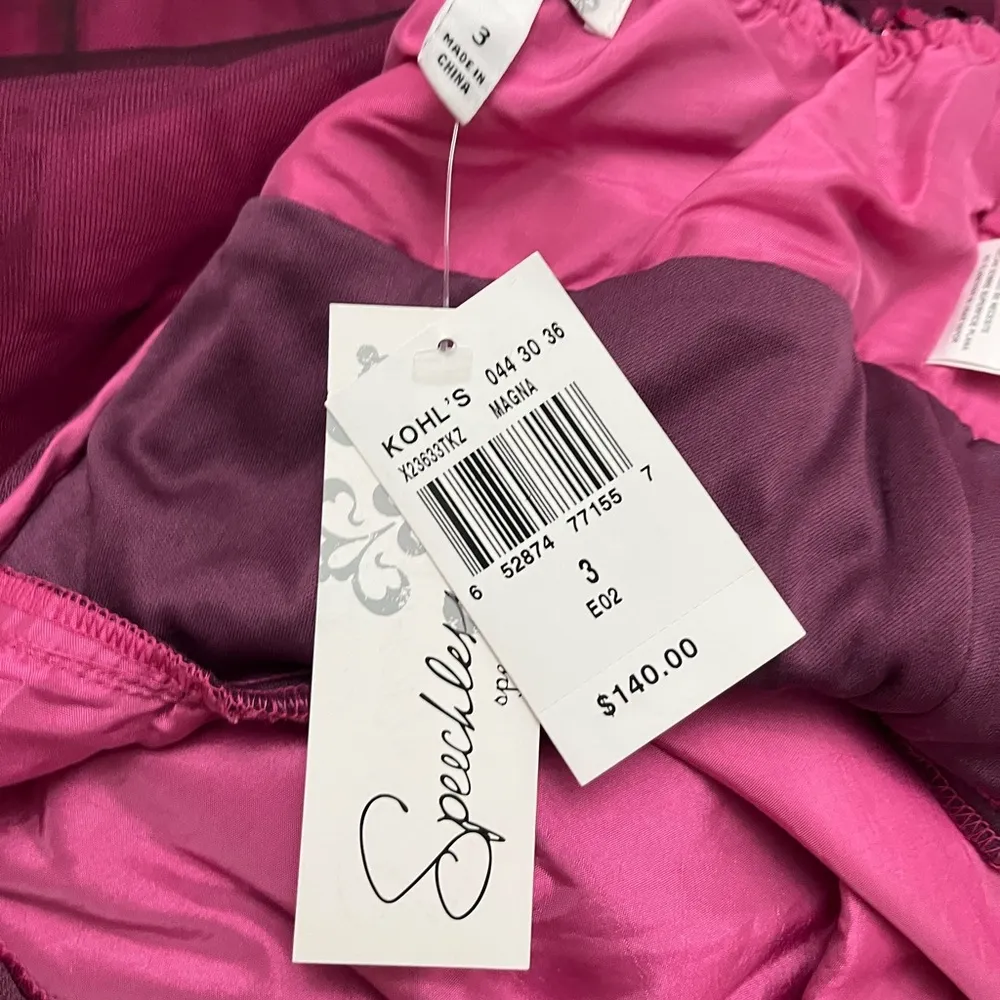 3
MADE IN
CHINA
KOHL'S 044 30 36
X23633TKZ MAGNA
6 52874 77155 7
3
E02
$140.00
Speechless